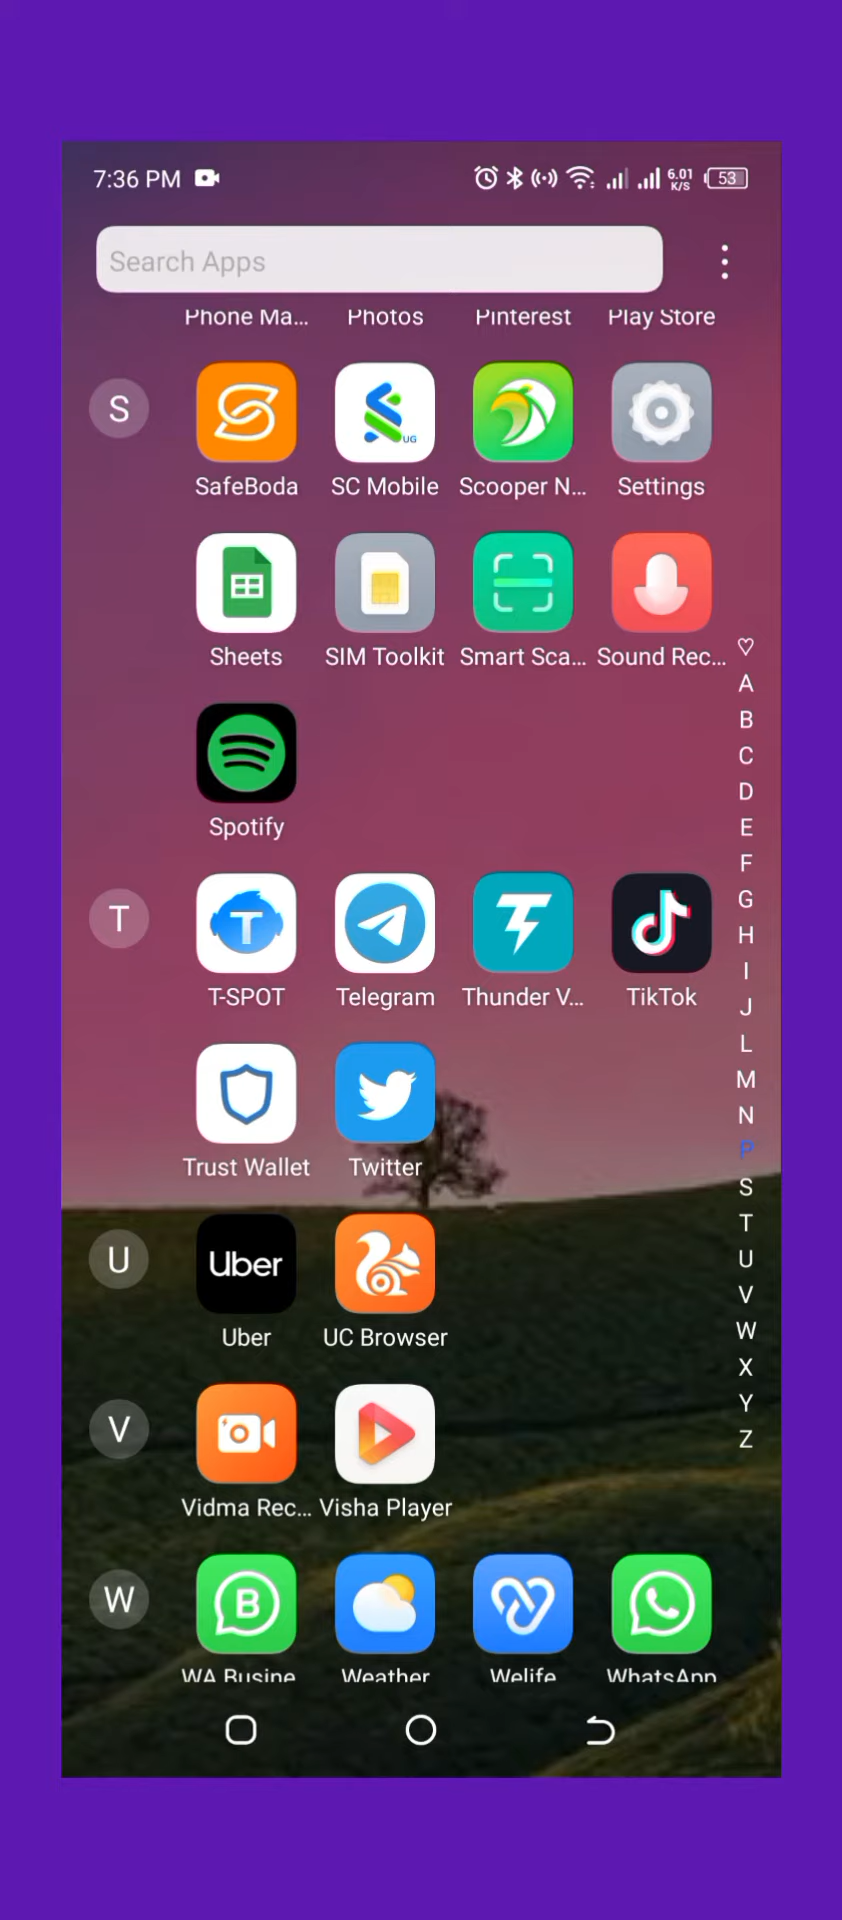 7:36 PM 6.01 K/S 53
Search Apps
Phone Ma... Photos Pinterest Play Store
S
UG
SafeBoda SC Mobile Scooper N... Settings
Sheets SIM Toolkit Smart Sca... Sound Rec...
Spotify
T
T
T-SPOT Telegram Thunder V... TikTok
Trust Wallet Twitter
U
Uber
Uber UC Browser
V
Vidma Rec... Visha Player
W
B
WA Busine Weather Welife WhatsApp
A
B
C
D
E
F
G
H
I
J
L
M
N
P
S
T
U
V
W
X
Y
Z